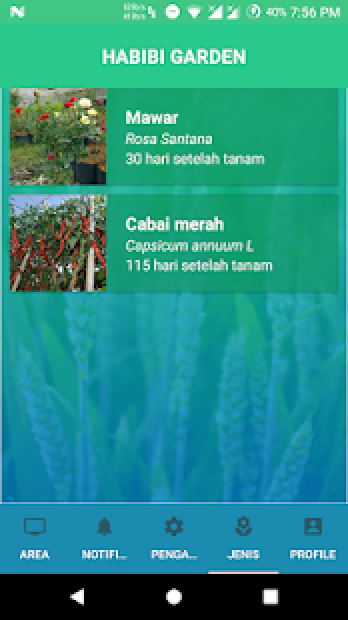 40% 7:56 PM
HABIBI GARDEN
Mawar
Rosa Santana
30 hari setelah tanam
Cabai merah
Capsicum annuum L
115 hari setelah tanam
AREA NOTIFI... PENGA... JENIS PROFILE